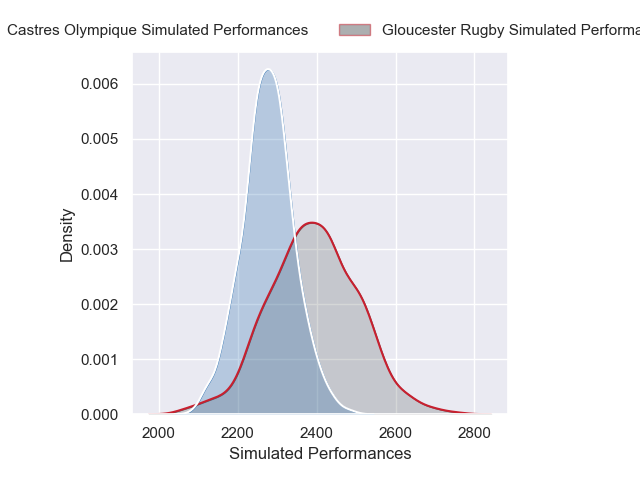 Castres Olympique Simulated Performances
Gloucester Rugby Simulated
0.006
0.005
0.004
0.003
0.002
0.001
0.000
Density
2000 2200 2400 2600 2800
Simulated Performances